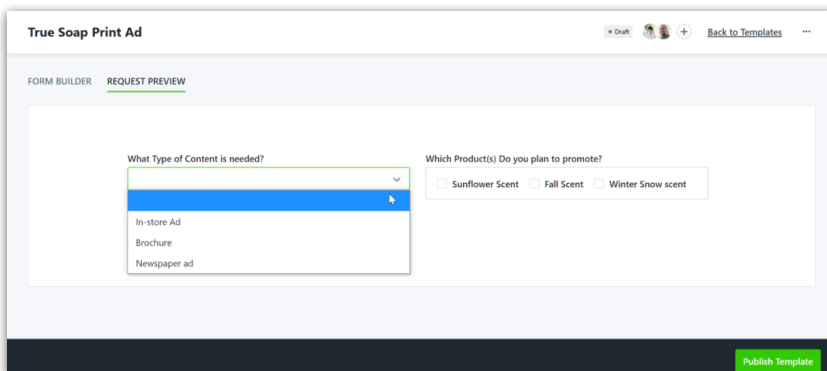 True Soap Print Ad
Draft
Back to Templates
FORM BUILDER REQUEST PREVIEW
What Type of Content is needed? Which Product(s) Do you plan to promote?
Sunflower Scent Fall Scent Winter Snow scent
In-store Ad
Brochure
Newspaper ad
Publish Template